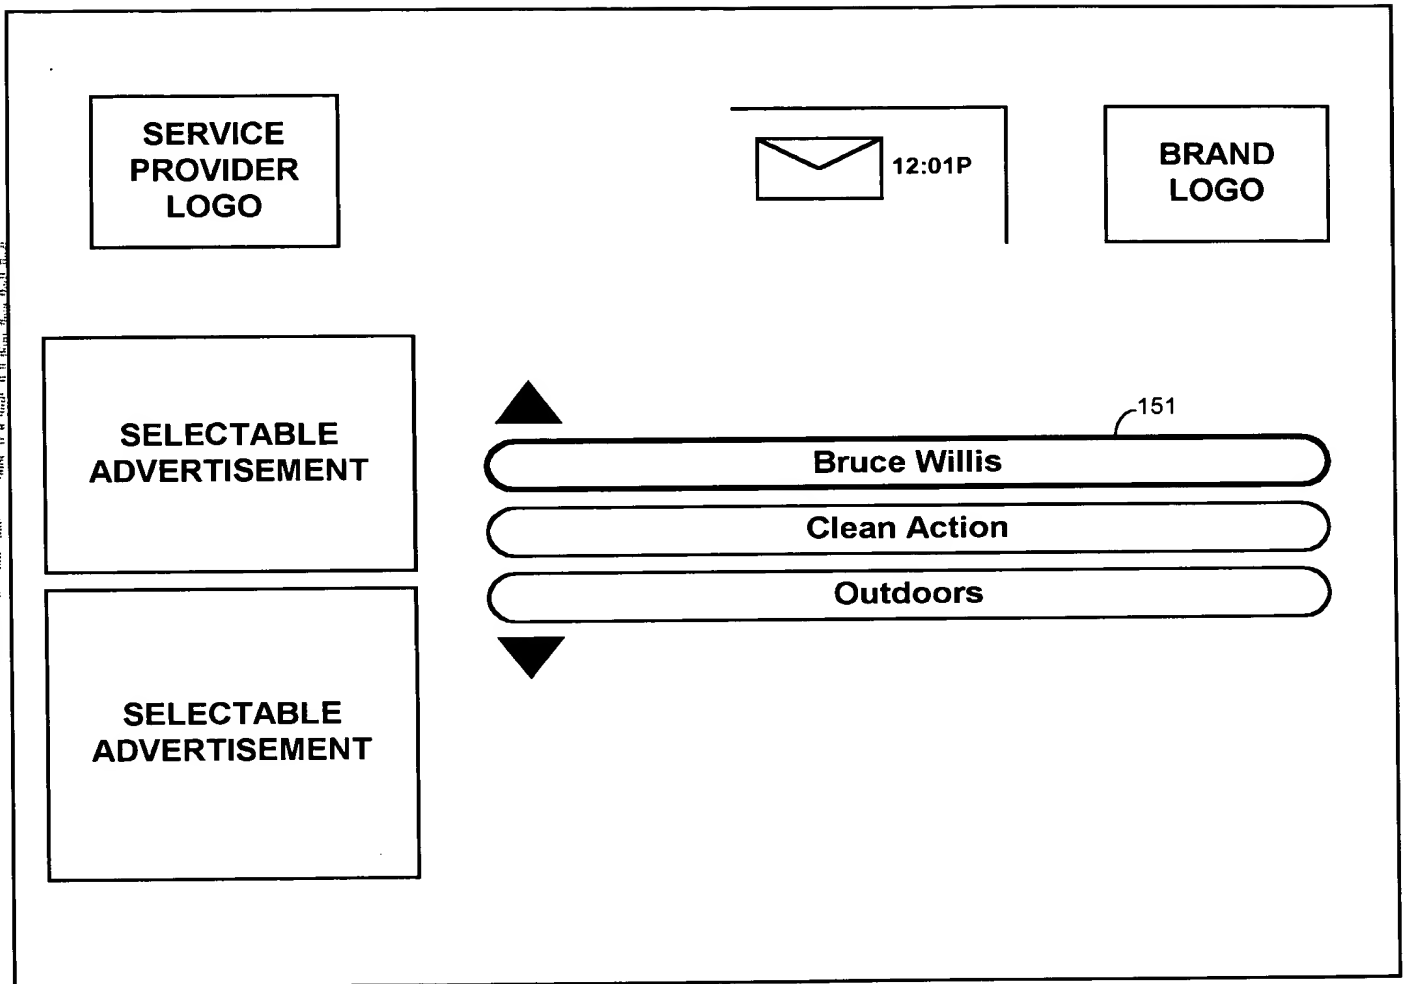 SERVICE
PROVIDER
LOGO
12:01P
BRAND
LOGO
SELECTABLE
ADVERTISEMENT
151
Bruce Willis
Clean Action
Outdoors
SELECTABLE
ADVERTISEMENT